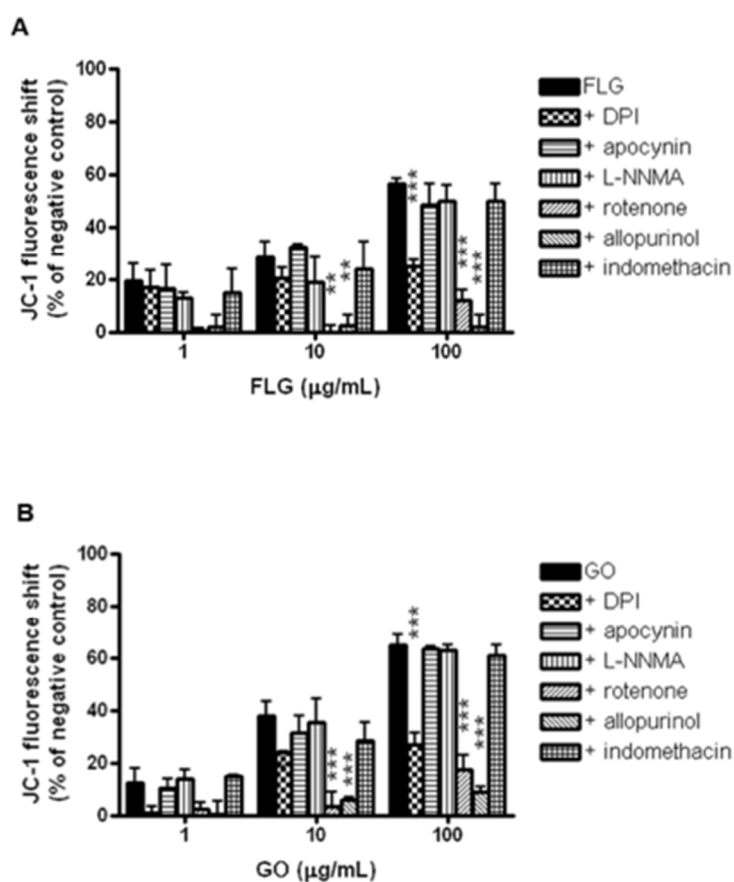 A
JC-1 fluorescence shift
(% of negative control)
100
80
60
40
20
0
***
**
**
***
***
1
10
100
FLG (μg/mL)
FLG
+ DPI
+ apocynin
+ L-NNMA
+ rotenone
+ allopurinol
+ indomethacin
B
JC-1 fluorescence shift
(% of negative control)
100
80
60
40
20
0
***
***
***
***
***
1
10
100
GO (μg/mL)
GO
+ DPI
+ apocynin
+ L-NNMA
+ rotenone
+ allopurinol
+ indomethacin